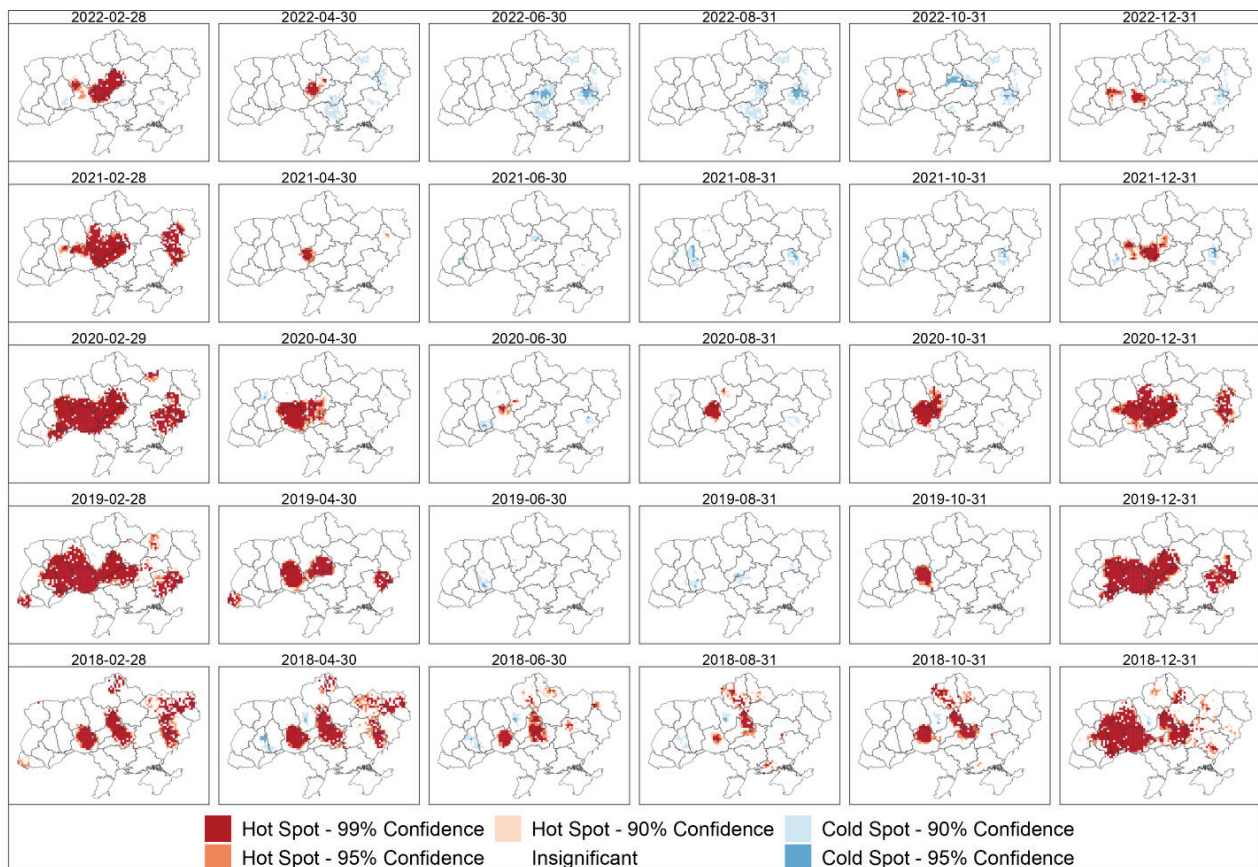 2022-02-28 2022-04-30 2022-06-30 2022-08-31 2022-10-31 2022-12-31
2021-02-28 2021-04-30 2021-06-30 2021-08-31 2021-10-31 2021-12-31
2020-02-29 2020-04-30 2020-06-30 2020-08-31 2020-10-31 2020-12-31
2019-02-28 2019-04-30 2019-06-30 2019-08-31 2019-10-31 2019-12-31
2018-02-28 2018-04-30 2018-06-30 2018-08-31 2018-10-31 2018-12-31
Hot Spot - 99% Confidence Hot Spot - 90% Confidence Cold Spot - 90% Confidence
Hot Spot - 95% Confidence Insignificant Cold Spot - 95% Confidence